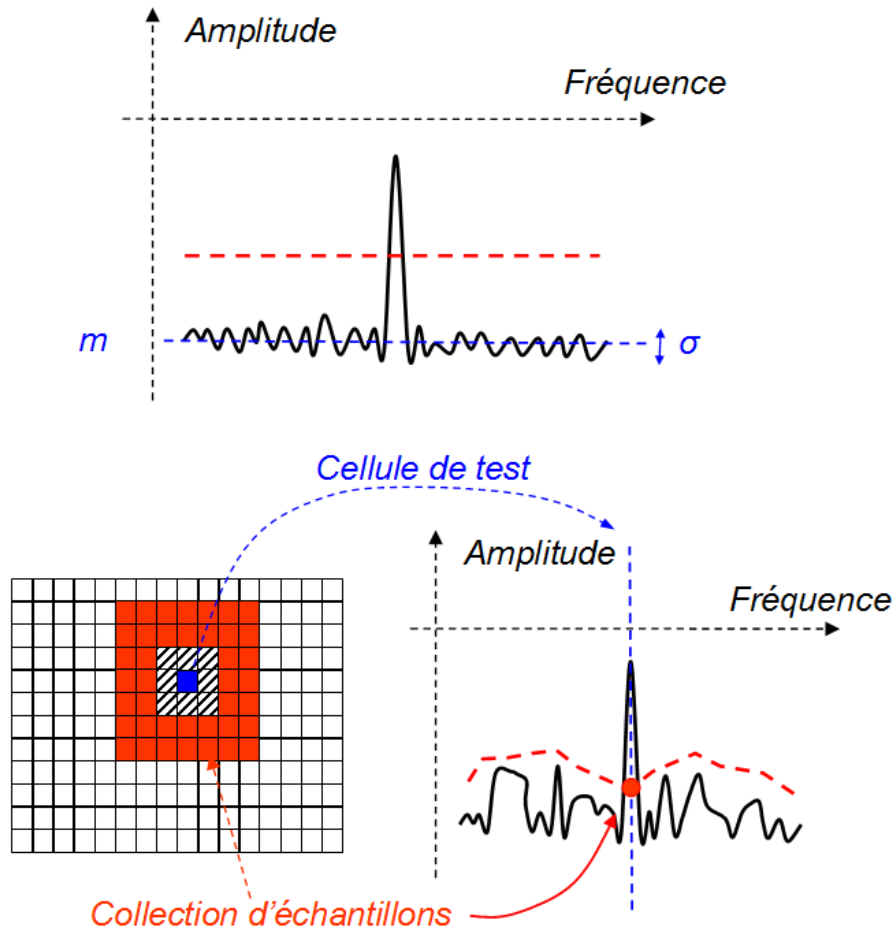 Amplitude
Fréquence
m
σ
Cellule de test
Amplitude
Fréquence
Collection d'échantillons